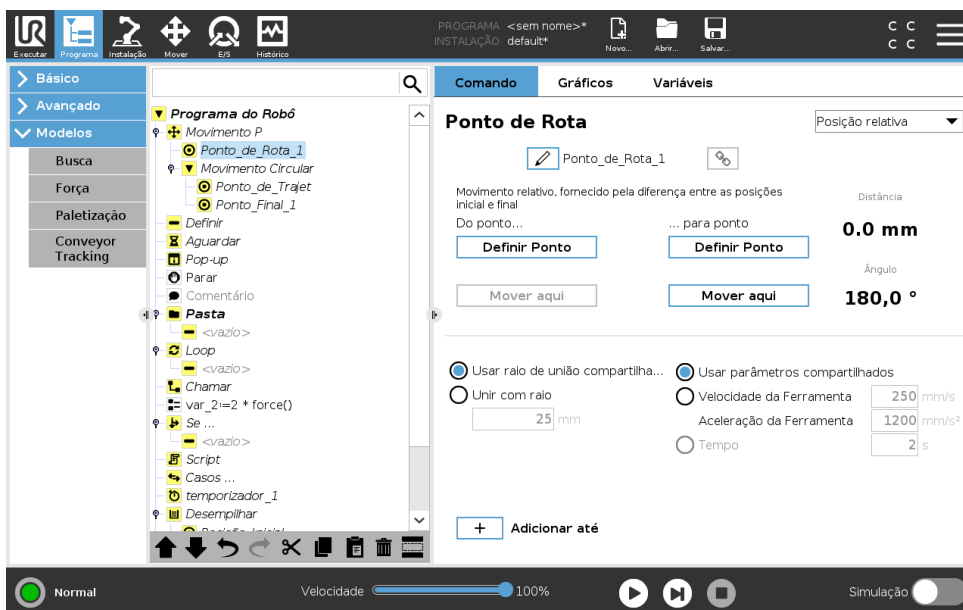 PROGRAMA <sem nome>*
INSTALAÇÃO default*
Executar Programa Instalação Mover E/S Histórico Novo... Abrir... Salvar...
C C
C C
Básico
Avançado
Modelos
Busca
Força
Paletização
Conveyor
Tracking
Programa do Robô
Movimento P
Ponto_de_Rota_1
Movimento Circular
Ponto_de_Trajet
Ponto_Final_1
Definir
Aguardar
Pop-up
Parar
Comentário
Pasta
<vazio>
Loop
<vazio>
Chamar
var_2:=2 * force()
Se ...
<vazio>
Script
Casos ...
temporizador_1
Desempilhar
Comando Gráficos Variáveis
Ponto de Rota
Posição relativa
Ponto_de_Rota_1
Movimento relativo, fornecido pela diferença entre as posições
inicial e final
Do ponto...
... para ponto
Definir Ponto
Definir Ponto
Mover aqui
Mover aqui
Distância
0.0 mm
Ângulo
180,0 °
Usar raio de união compartilha...
Unir com raio
25 mm
Usar parâmetros compartilhados
Velocidade da Ferramenta 250 mm/s
Aceleração da Ferramenta 1200 mm/s²
Tempo 2 s
+ Adicionar até
Normal
Velocidade 100%
Simulação